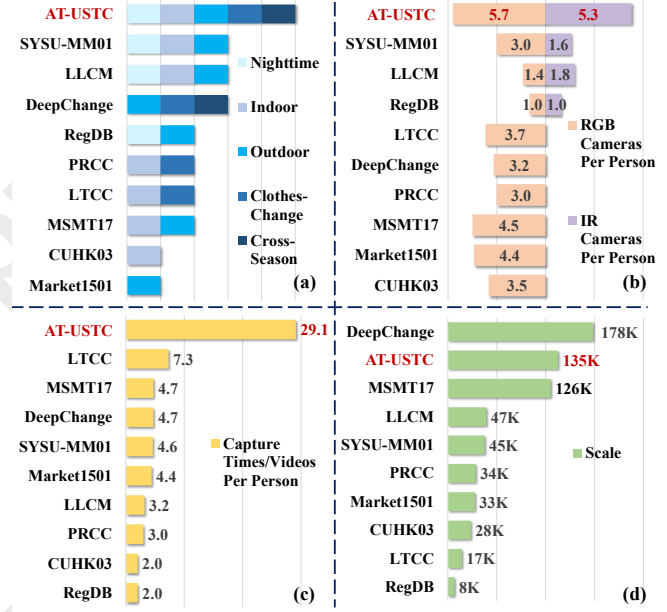 AT-USTC
SYSU-MM01
LLCM
DeepChange
RegDB
PRCC
LTCC
MSMT17
CUHK03
Market1501
Nighttime
Indoor
Outdoor
Clothes-
Change
Cross-
Season
(a)
AT-USTC 5.7 5.3
SYSU-MM01 3.0 1.6
LLCM 1.4 1.8
RegDB 1.0 1.0
LTCC 3.7
DeepChange 3.2
PRCC 3.0
MSMT17 4.5
Market1501 4.4
CUHK03 3.5
RGB
Cameras
Per Person
IR
Cameras
Per Person
(b)
AT-USTC 29.1
LTCC 7.3
MSMT17 4.7
DeepChange 4.7
SYSU-MM01 4.6
Market1501 4.4
LLCM 3.2
PRCC 3.0
CUHK03 2.0
RegDB 2.0
Capture
Times/Videos
Per Person
(c)
DeepChange 178K
AT-USTC 135K
MSMT17 126K
LLCM 47K
SYSU-MM01 45K
PRCC 34K
Market1501 33K
CUHK03 28K
LTCC 17K
RegDB 8K
Scale
(d)